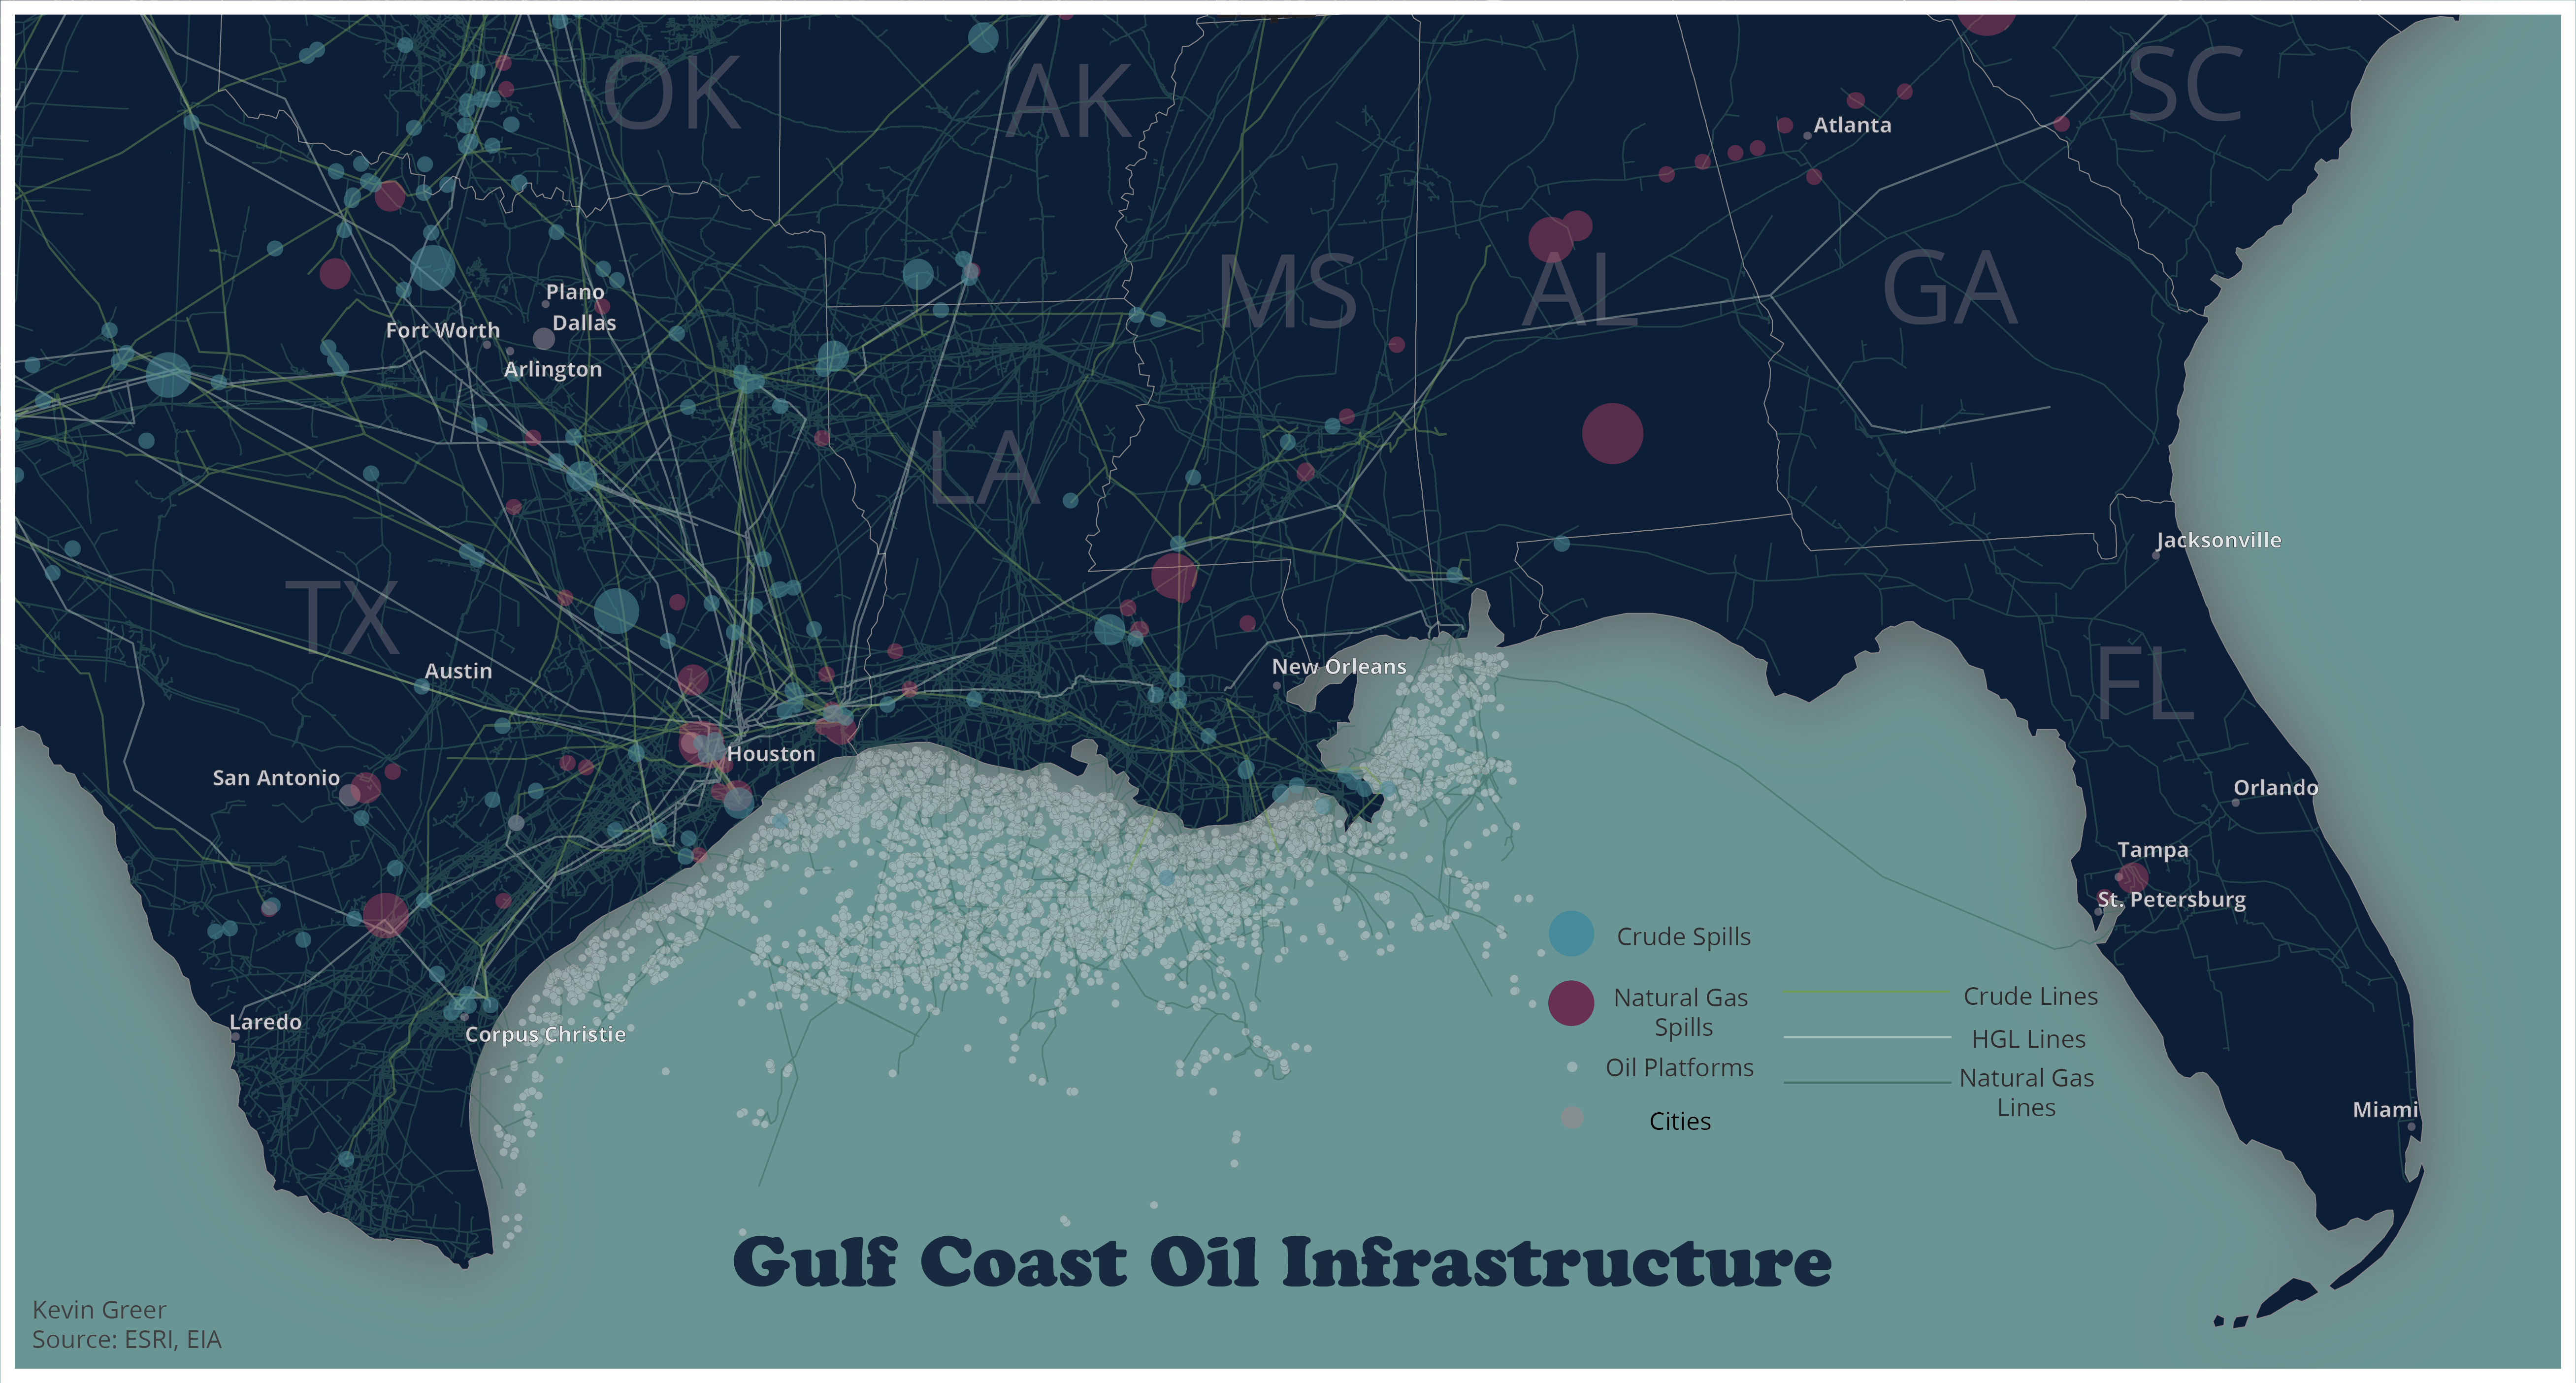 OK
AK
SC
Atlanta
MS
AL
GA
Plano
Dallas
Fort Worth
Arlington
LA
Jacksonville
TX
Austin
New Orleans
FL
Houston
San Antonio
Orlando
Tampa
St. Petersburg
Crude Spills
Natural Gas
Spills
Crude Lines
Laredo
Corpus Christie
HGL Lines
Oil Platforms
Natural Gas
Lines
Cities
Miami
Gulf Coast Oil Infrastructure
Kevin Greer
Source: ESRI, EIA